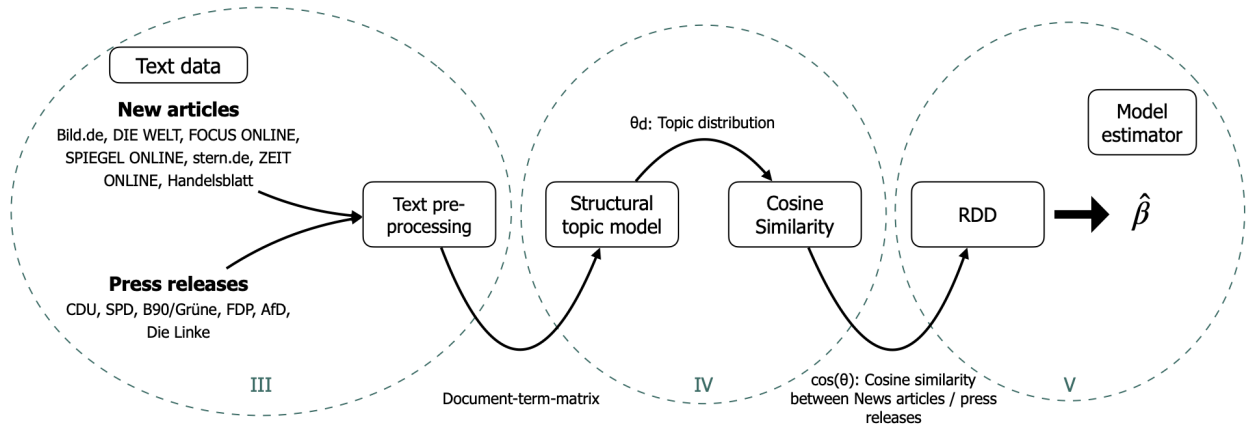 Text data
New articles
Bild.de, DIE WELT, FOCUS ONLINE,
SPIEGEL ONLINE, stern.de, ZEIT
ONLINE, Handelsblatt
Text pre-
processing
Press releases
CDU, SPD, B90/Grüne, FDP, AfD,
Die Linke
III
Document-term-matrix
θd: Topic distribution
Structural
topic model
Cosine
Similarity
IV
cos(θ): Cosine similarity
between News articles / press
releases
Model
estimator
RDD
β̂
V